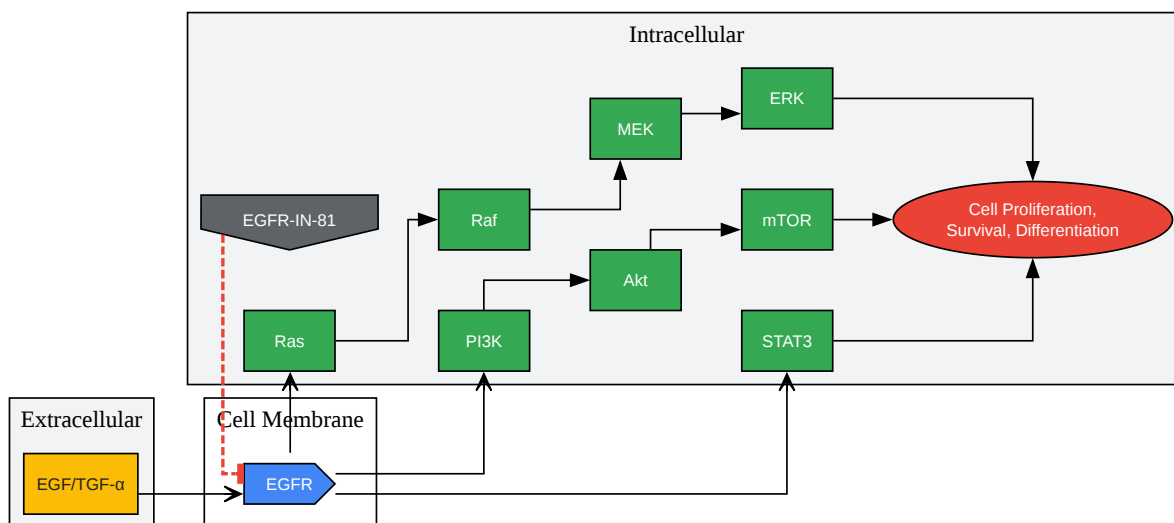 Intracellular
ERK
MEK
EGFR-IN-81
Raf
mTOR
Cell Proliferation,
Survival, Differentiation
Akt
Ras
PI3K
STAT3
Extracellular
Cell Membrane
EGF/TGF-α
EGFR